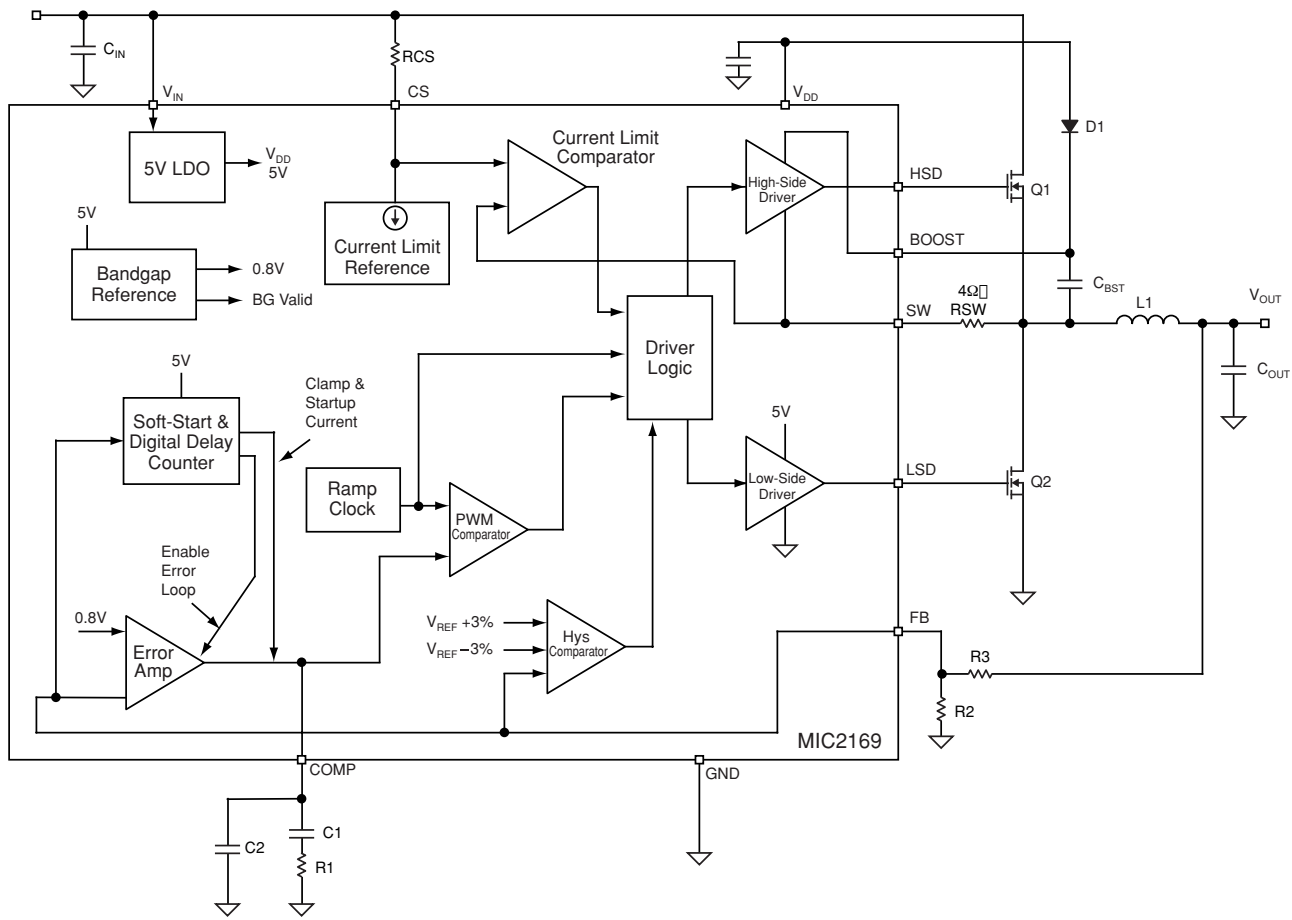 C_IN
RCS
V_IN
CS
V_DD
5V LDO
V_DD
5V
Current Limit
Comparator
D1
High-Side
Driver
HSD
Q1
5V
Current Limit
Reference
BOOST
Bandgap
Reference
0.8V
BG Valid
C_BST
4Ω▯
RSW
SW
L1
V_OUT
Driver
Logic
C_OUT
5V
Clamp &
Startup
Current
Soft-Start &
Digital Delay
Counter
5V
Low-Side
Driver
LSD
Q2
Ramp
Clock
PWM
Comparator
Enable
Error
Loop
0.8V
Error
Amp
V_REF +3%
V_REF –3%
Hys
Comparator
FB
R3
R2
MIC2169
COMP
GND
C2
C1
R1